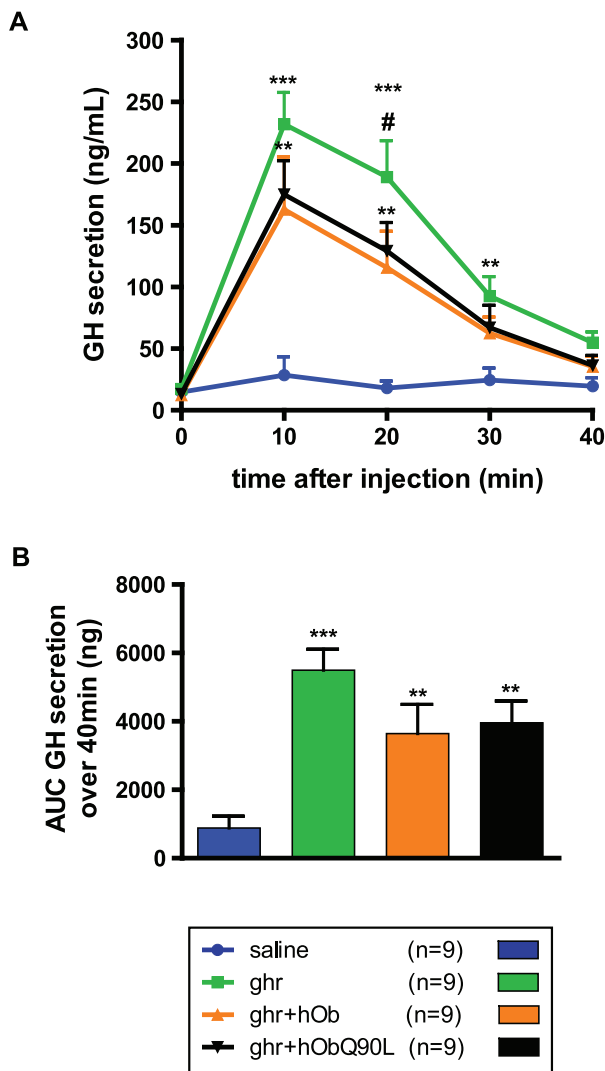 A
300
250
200
150
100
50
0
GH secretion (ng/mL)
***
**
***
#
**
**
0 10 20 30 40
time after injection (min)
B
8000
6000
4000
2000
0
AUC GH secretion
over 40min (ng)
***
**
**
saline (n=9)
ghr (n=9)
ghr+hOb (n=9)
ghr+hObQ90L (n=9)